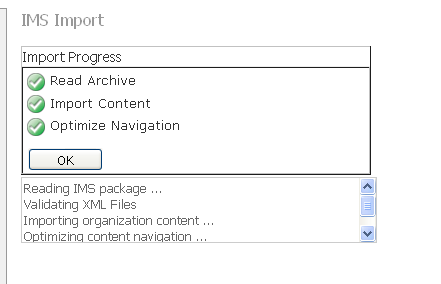 IMS Import
Import Progress
Read Archive
Import Content
Optimize Navigation
OK
Reading IMS package ...
Validating XML Files
Importing organization content ...
Optimizing content navigation ...